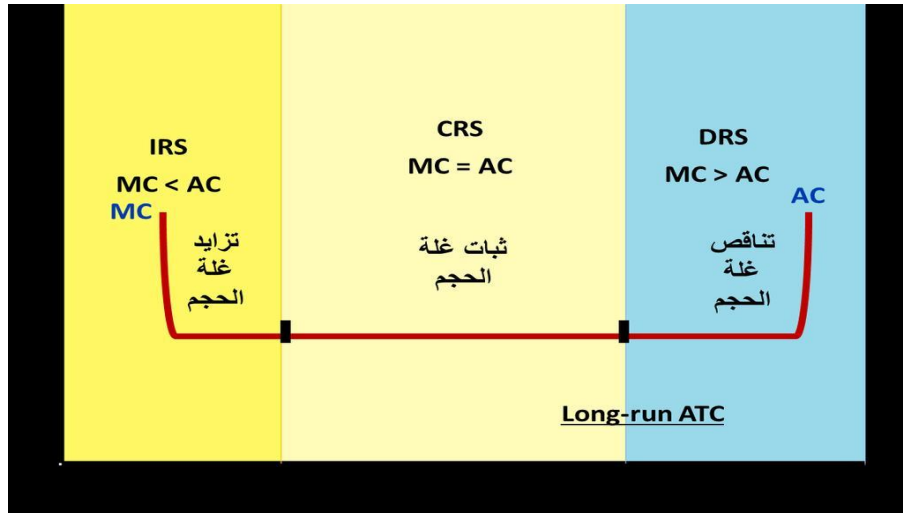 IRS
MC < AC
MC
تزايد
غلة
الحجم
CRS
MC = AC
ثبات غلة
الحجم
DRS
MC > AC
AC
تناقص
غلة
الحجم
Long-run ATC